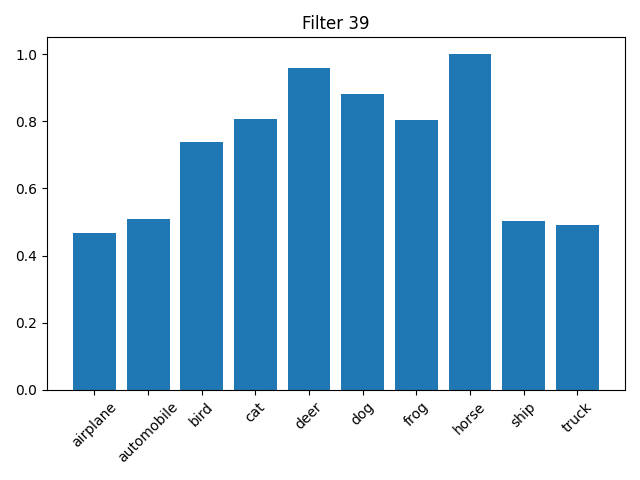 Filter 39
1.0
0.8
0.6
0.4
0.2
0.0
airplane
automobile
bird
cat
deer
dog
frog
horse
ship
truck